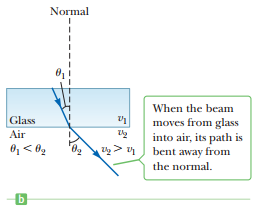 Normal
θ1
Glass
v1
Air
v2
θ1 < θ2
θ2
v2 > v1
When the beam
moves from glass
into air, its path is
bent away from
the normal.
b